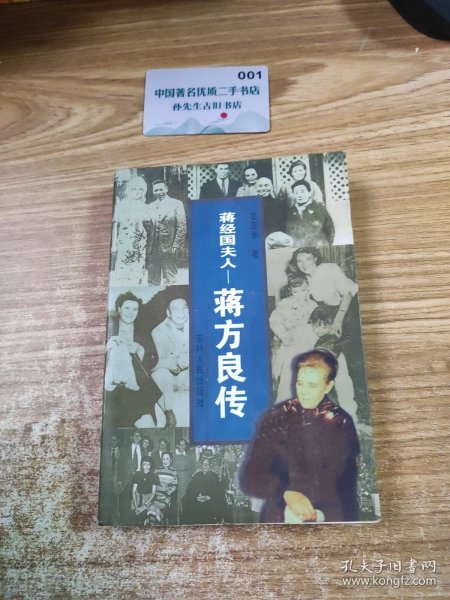 001
中国著名优质二手书店
孙先生古旧书店
蒋经国夫人—
蒋方良传
著
吉林人民出版社
孔夫子旧书网
www.kongfz.com